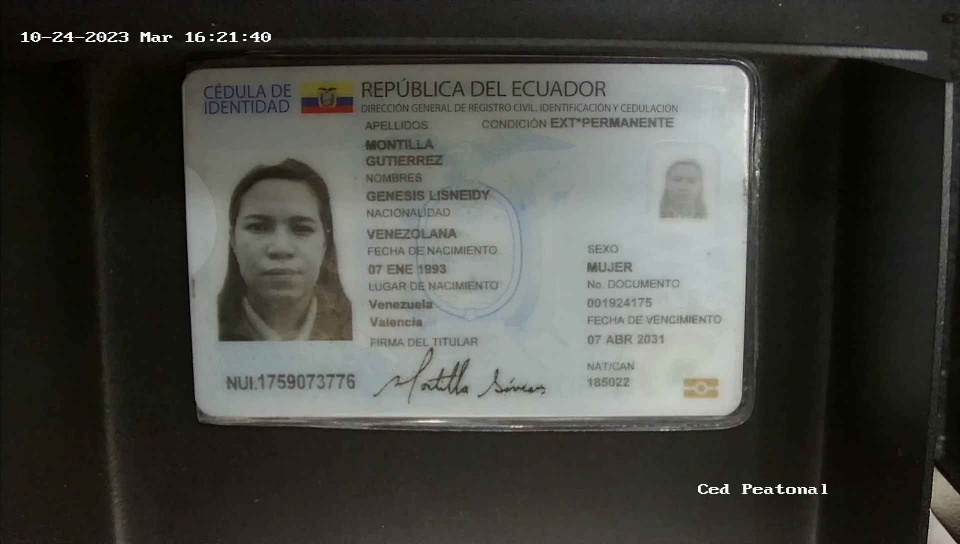 10-24-2023 Mar 16:21:40
CÉDULA DE
IDENTIDAD
REPÚBLICA DEL ECUADOR
DIRECCIÓN GENERAL DE REGISTRO CIVIL, IDENTIFICACIÓN Y CEDULACIÓN
APELLIDOS
CONDICIÓN EXT*PERMANENTE
MONTILLA
GUTIERREZ
NOMBRES
GENESIS LISNEIDY
NACIONALIDAD
VENEZOLANA
FECHA DE NACIMIENTO
07 ENE 1993
LUGAR DE NACIMIENTO
Venezuela
Valencia
FIRMA DEL TITULAR
SEXO
MUJER
No. DOCUMENTO
001924175
FECHA DE VENCIMIENTO
07 ABR 2031
NAT/CAN
185022
NUI.1759073776
Montilla
Ced Peatonal